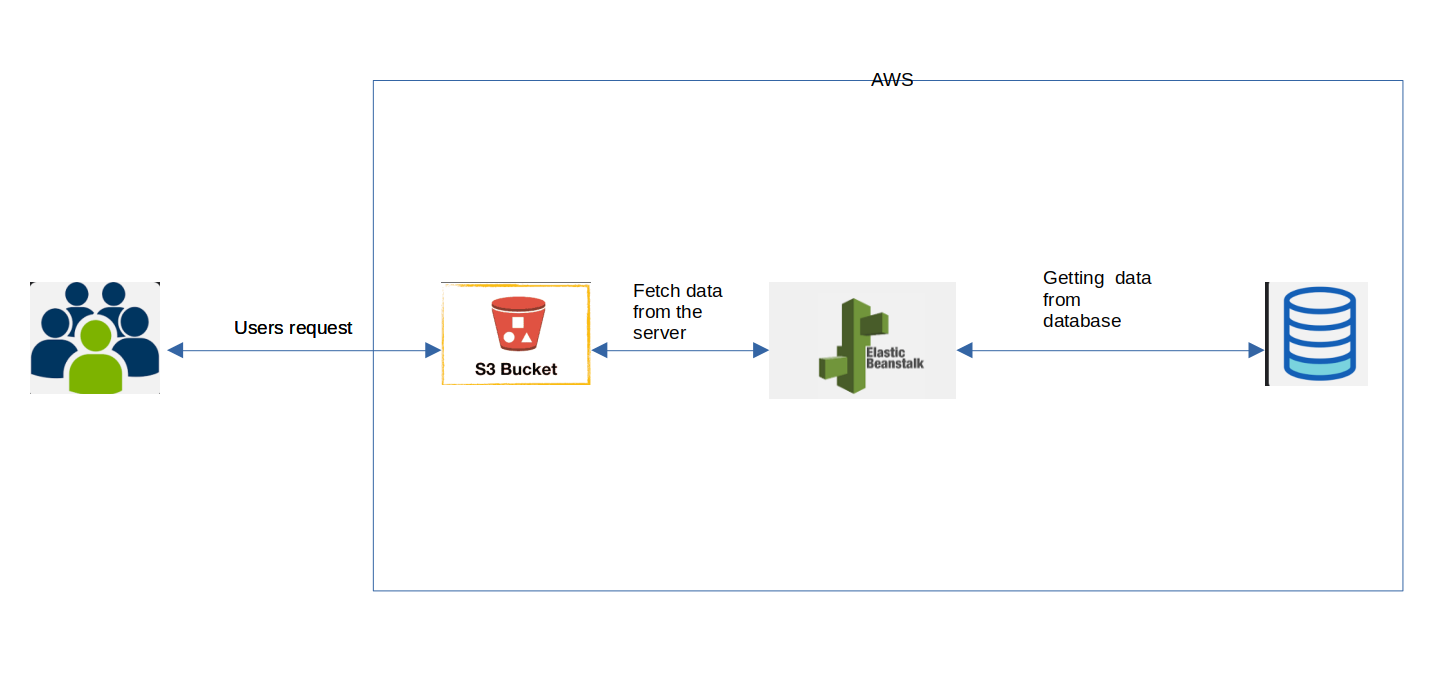 AWS
Users request
S3 Bucket
Fetch data
from the
server
Elastic
Beanstalk
Getting  data
from
database